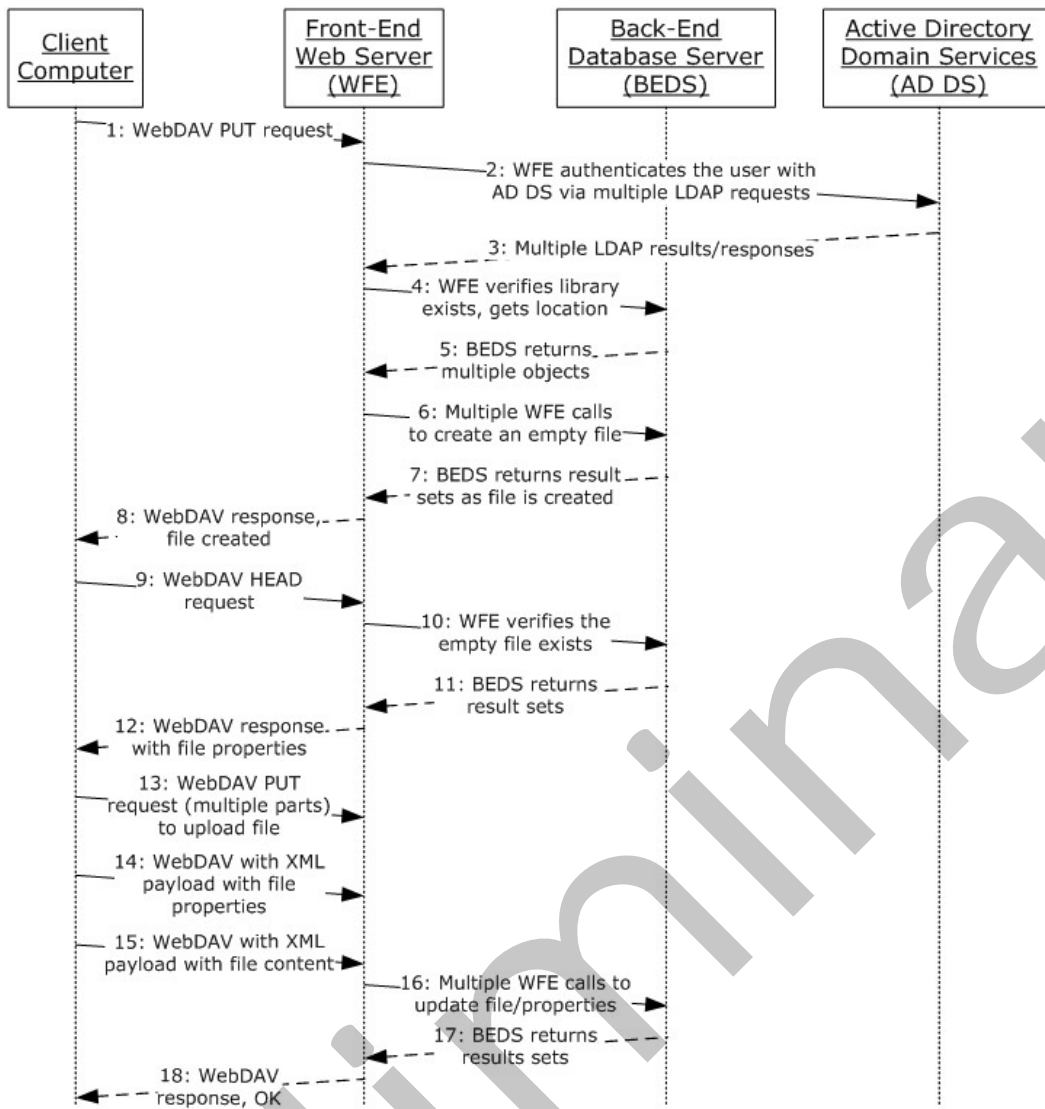 Client
Computer
Front-End
Web Server
(WFE)
Back-End
Database Server
(BEDS)
Active Directory
Domain Services
(AD DS)
1: WebDAV PUT request
2: WFE authenticates the user with
AD DS via multiple LDAP requests
3: Multiple LDAP results/responses
4: WFE verifies library
exists, gets location
5: BEDS returns
multiple objects
6: Multiple WFE calls
to create an empty file
7: BEDS returns result
sets as file is created
8: WebDAV response,
file created
9: WebDAV HEAD
request
10: WFE verifies the
empty file exists
11: BEDS returns
result sets
12: WebDAV response
with file properties
13: WebDAV PUT
request (multiple parts)
to upload file
14: WebDAV with XML
payload with file
properties
15: WebDAV with XML
payload with file content
16: Multiple WFE calls to
update file/properties
17: BEDS returns
results sets
18: WebDAV
response, OK